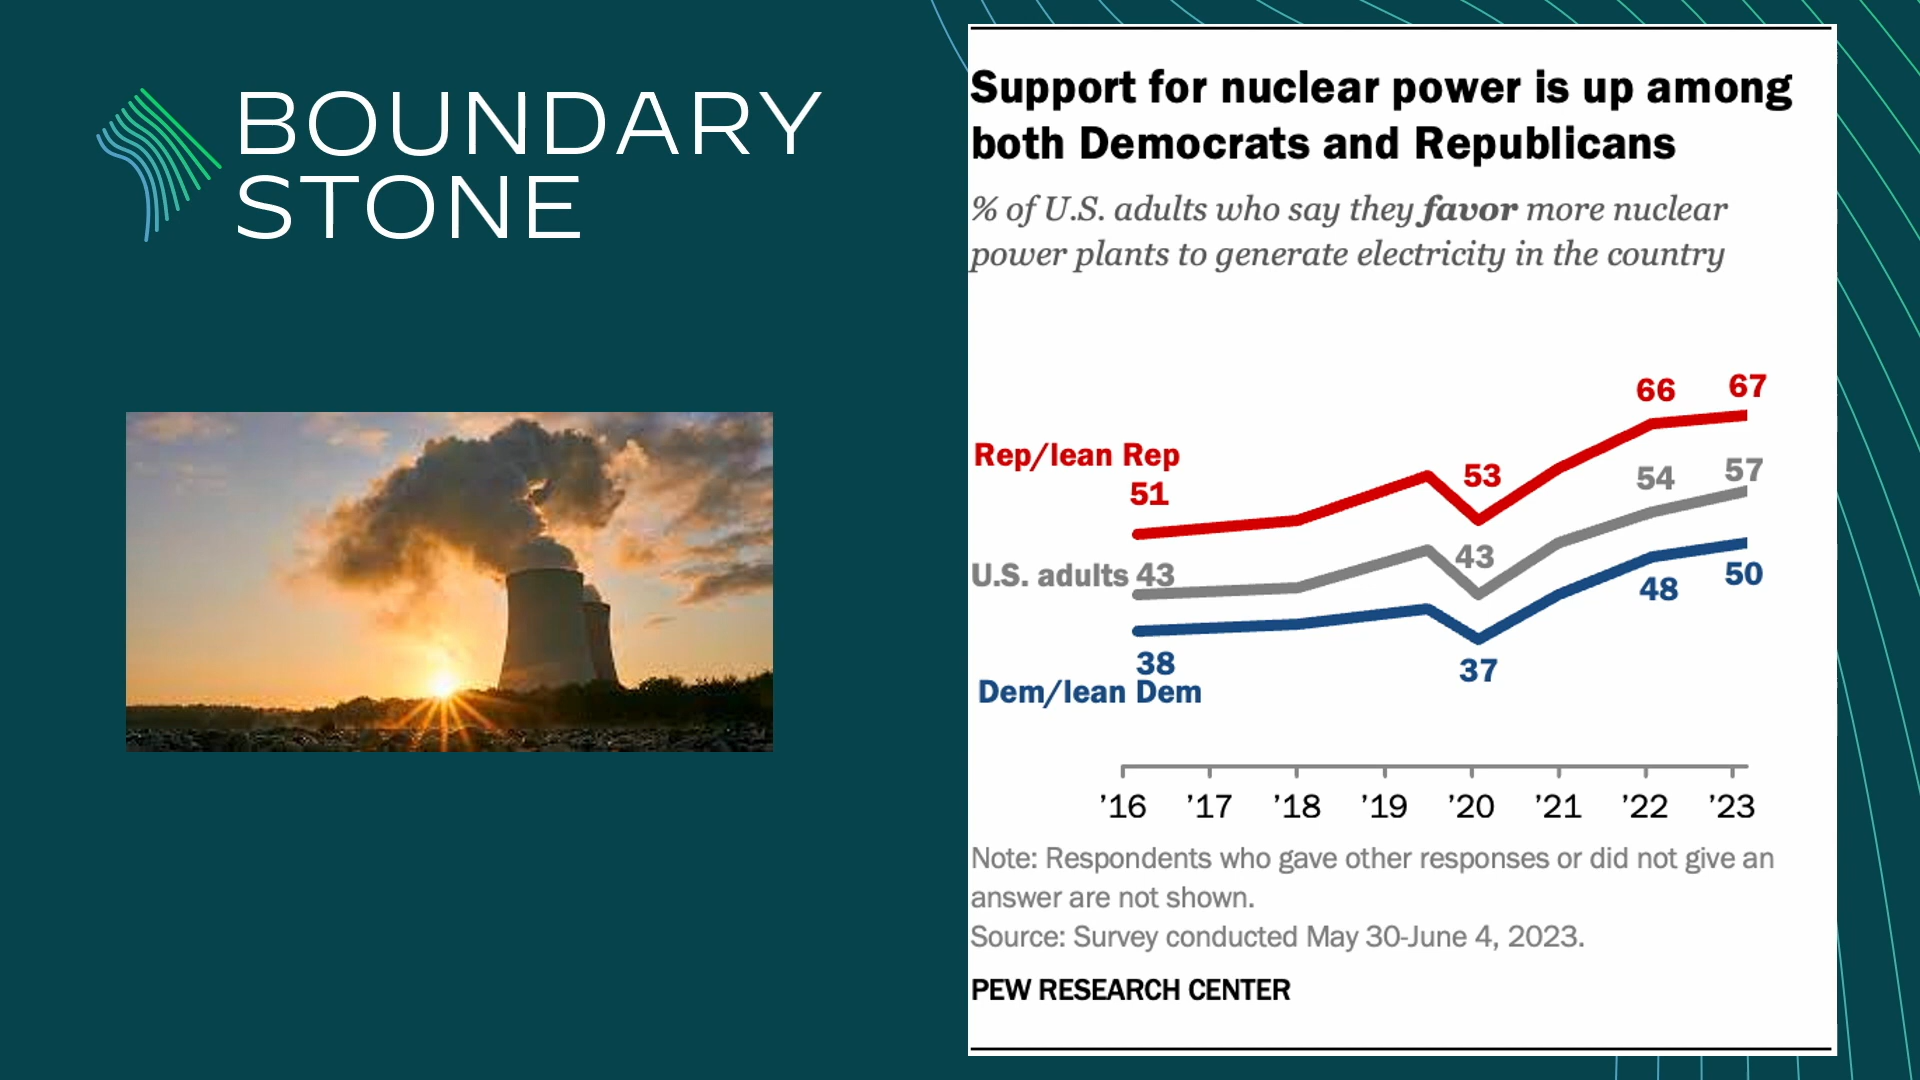 BOUNDARY
STONE
Support for nuclear power is up among
both Democrats and Republicans
% of U.S. adults who say they favor more nuclear
power plants to generate electricity in the country
66 67
Rep/lean Rep
51
53
54 57
U.S. adults 43
43
48 50
38
37
Dem/lean Dem
’16 ’17 ’18 ’19 ’20 ’21 ’22 ’23
Note: Respondents who gave other responses or did not give an
answer are not shown.
Source: Survey conducted May 30-June 4, 2023.
PEW RESEARCH CENTER